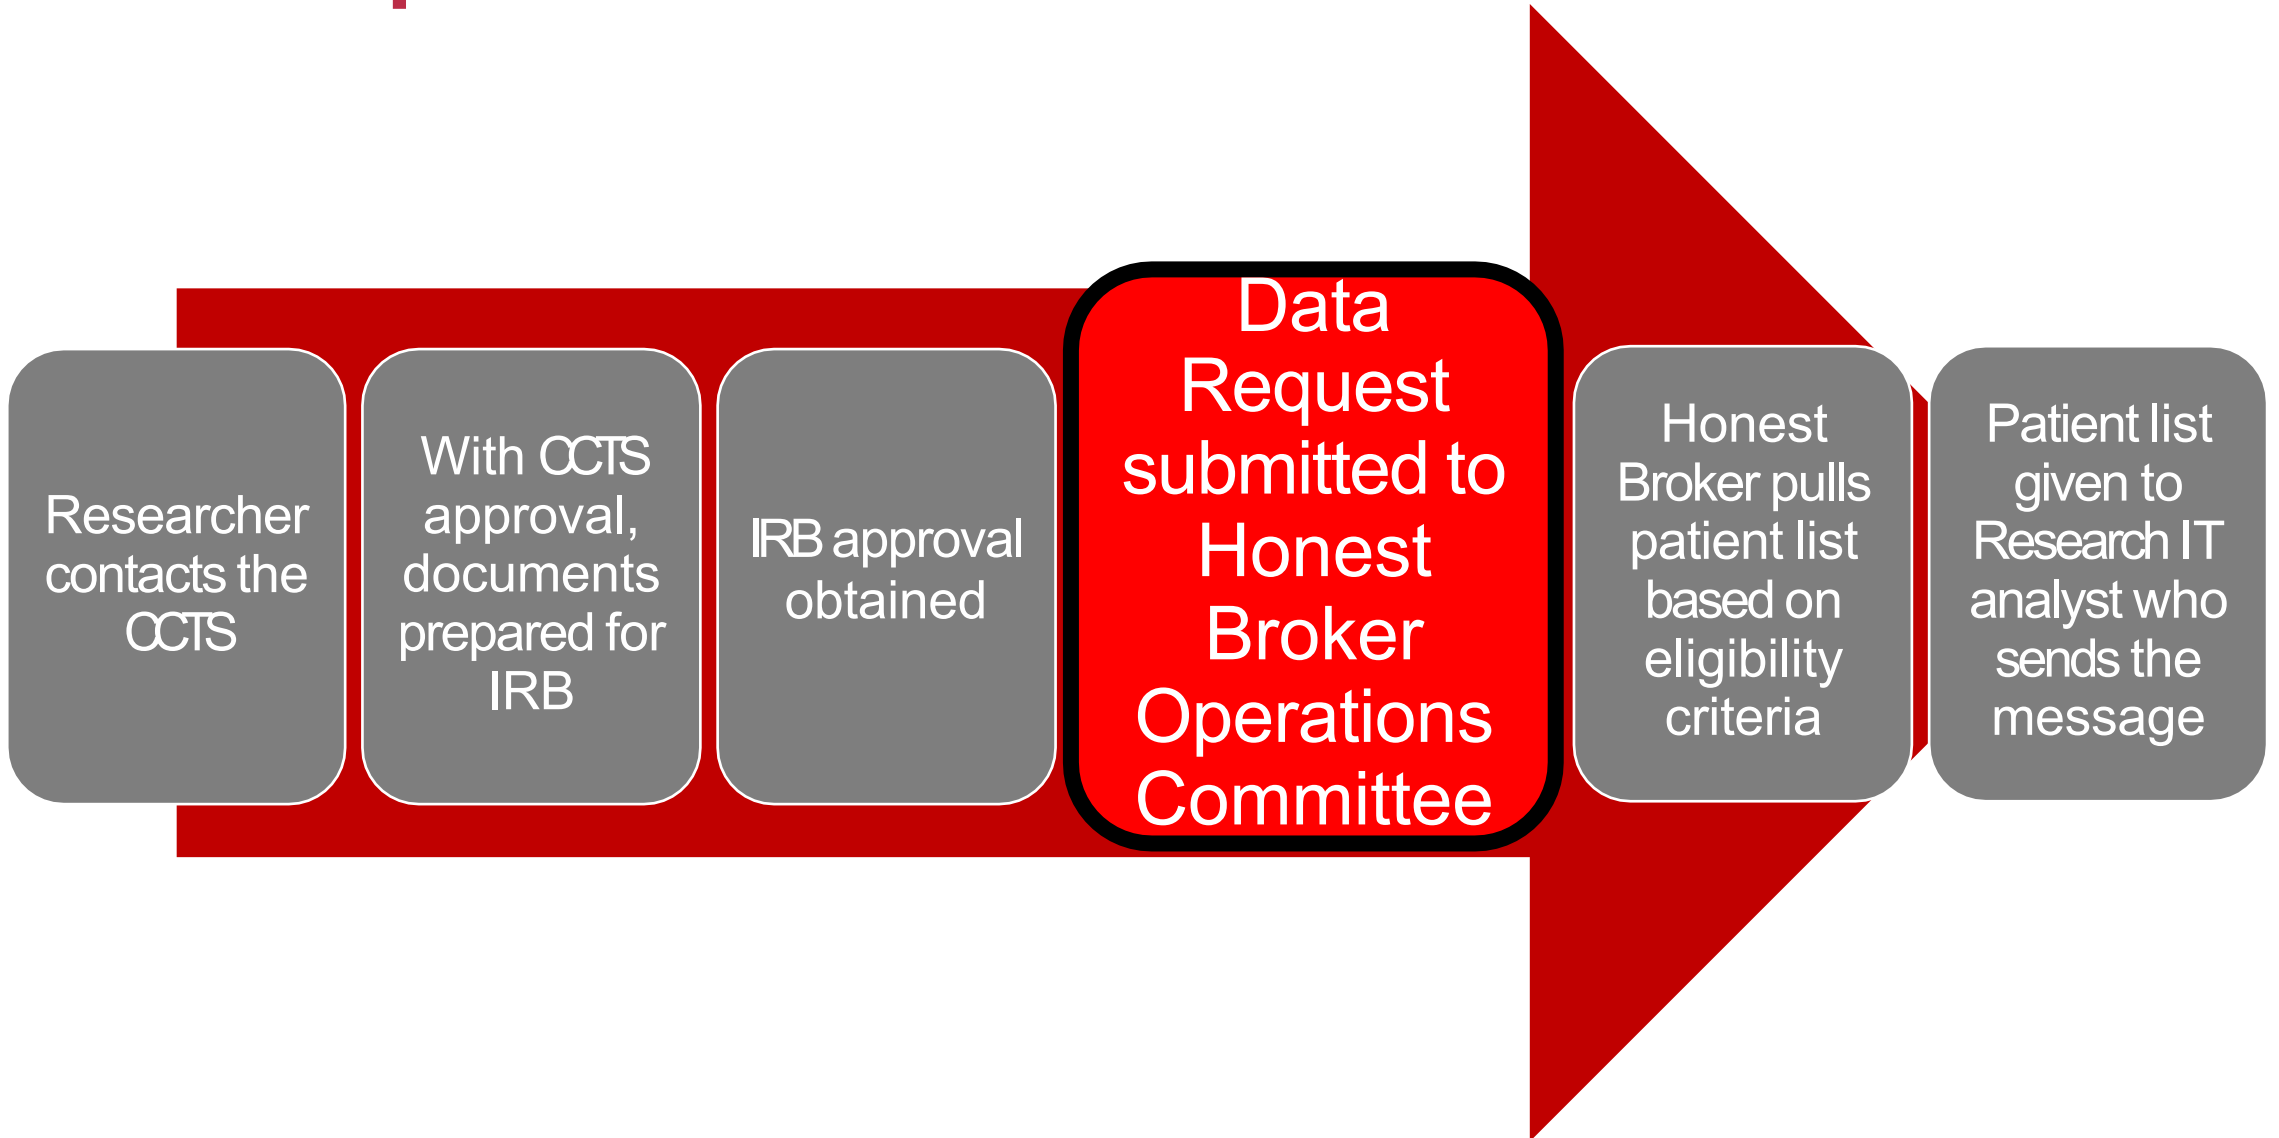 Researcher
contacts the
CCTS
With CCTS
approval,
documents
prepared for
IRB
IRB approval
obtained
Data
Request
submitted to
Honest
Broker
Operations
Committee
Honest
Broker pulls
patient list
based on
eligibility
criteria
Patient list
given to
Research IT
analyst who
sends the
message